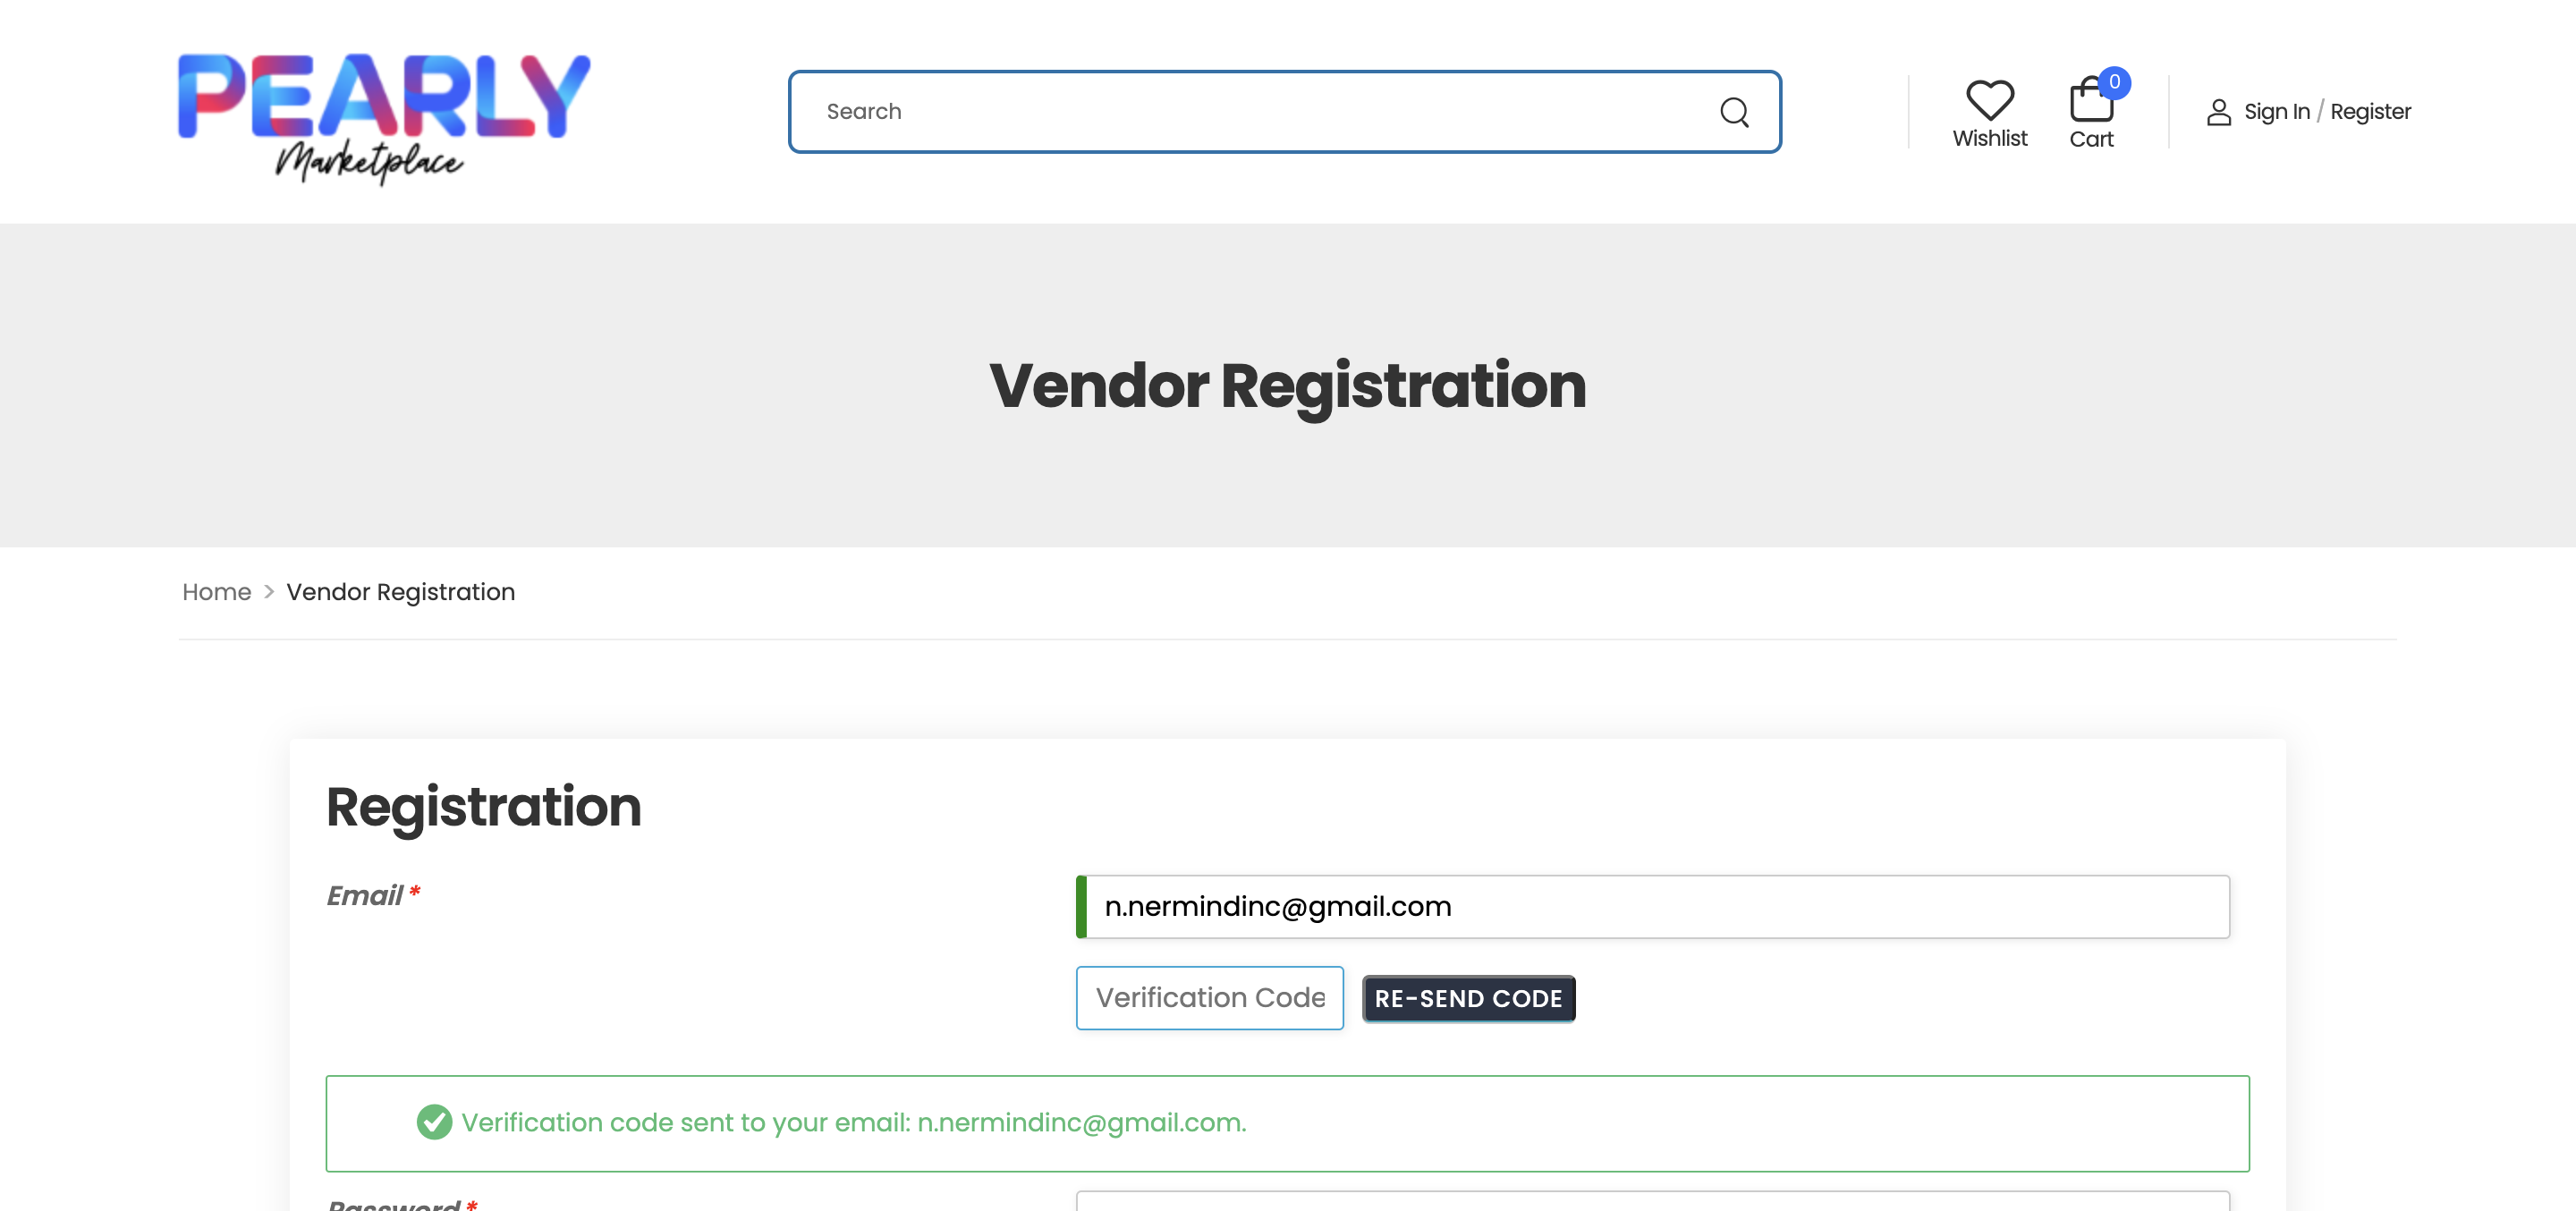 PEARLY
Marketplace
Search
Wishlist
0
Cart
Sign In / Register
Vendor Registration
Home > Vendor Registration
Registration
Email *
n.nermindinc@gmail.com
Verification Code
RE-SEND CODE
Verification code sent to your email: n.nermindinc@gmail.com.
Password *